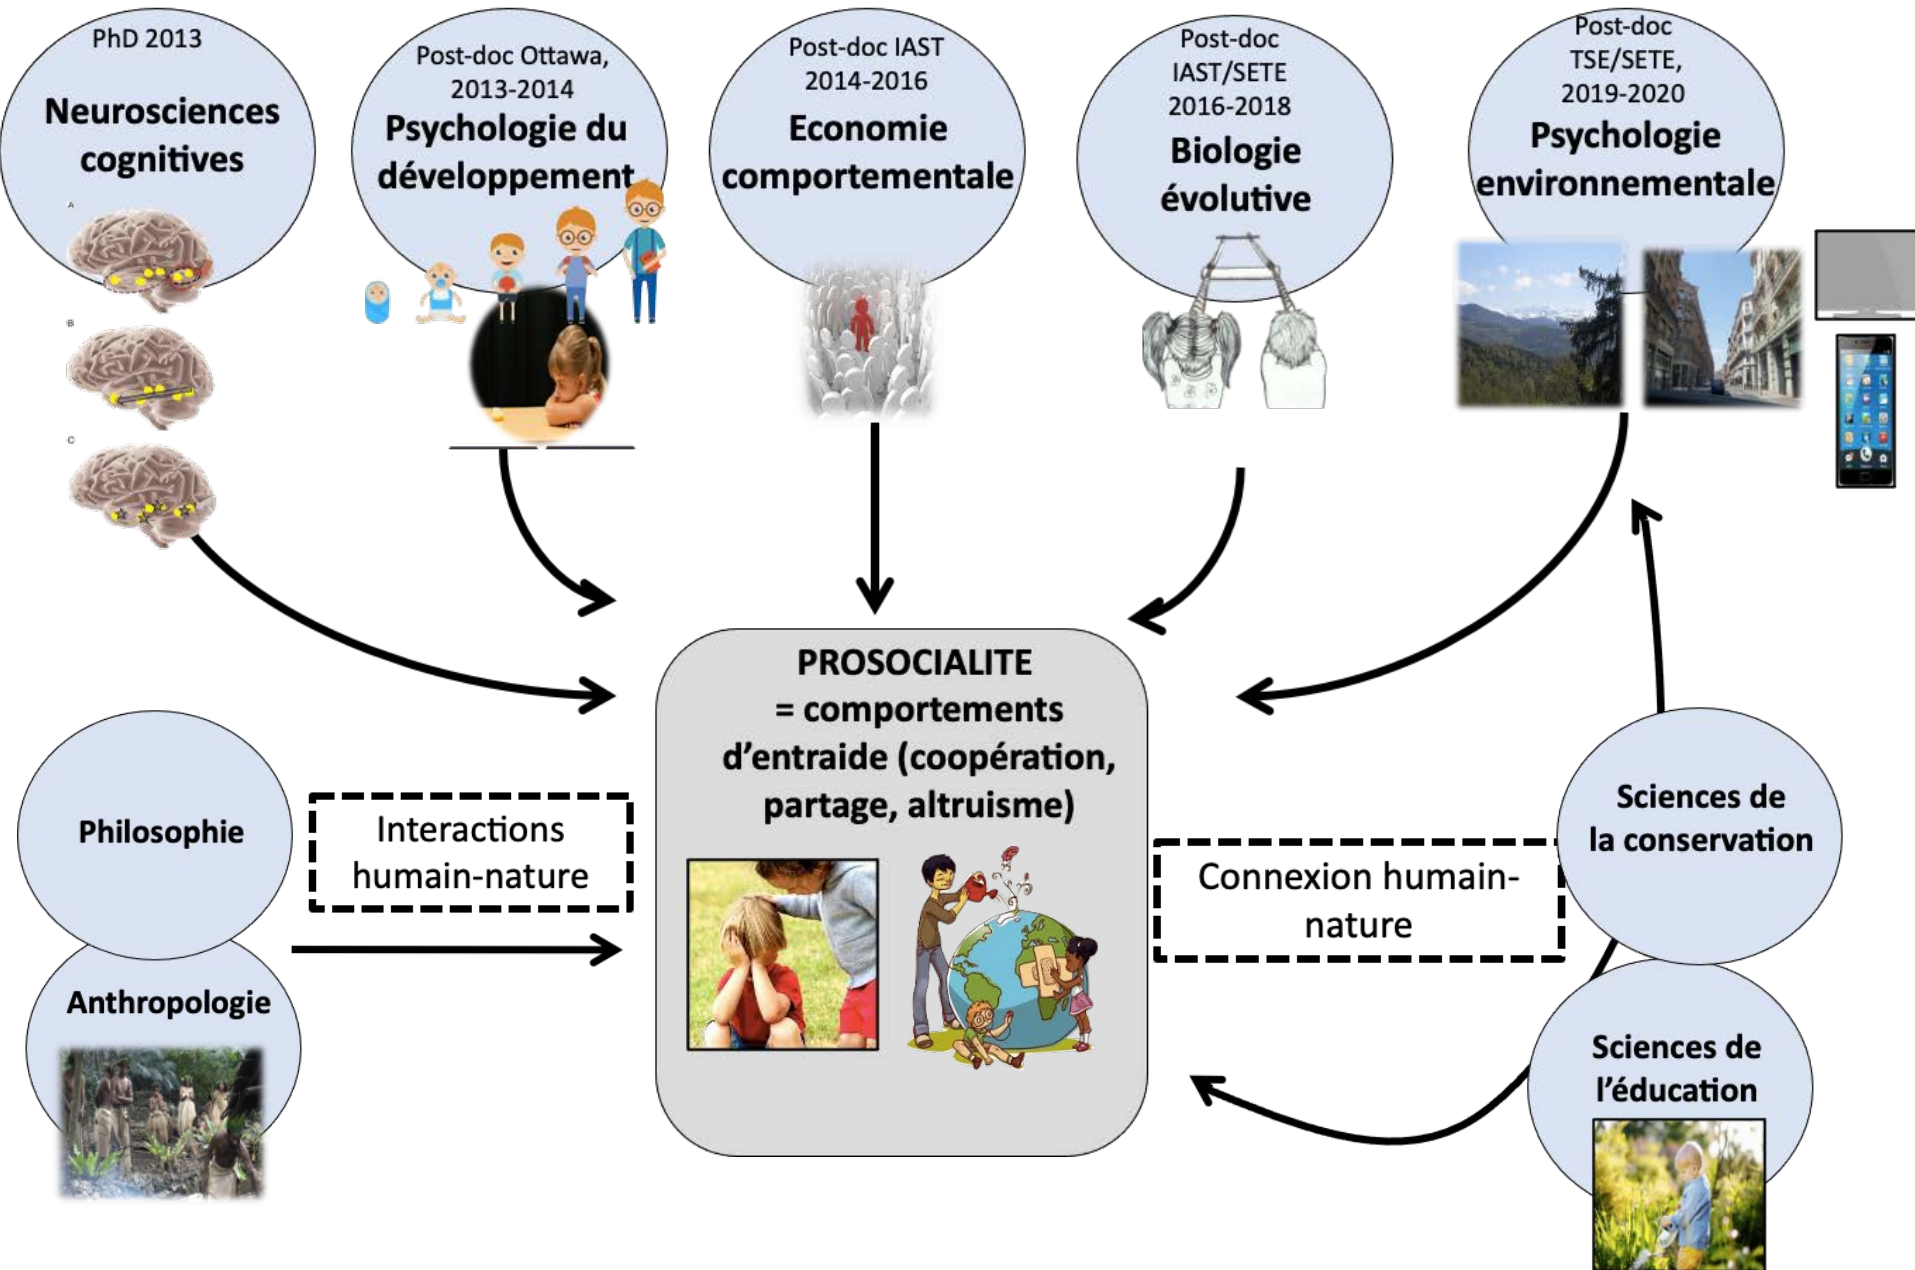 PhD 2013
Neurosciences
cognitives
A
B
C
Post-doc Ottawa,
2013-2014
Psychologie du
développement
Post-doc IAST
2014-2016
Economie
comportementale
Post-doc
IAST/SETE
2016-2018
Biologie
évolutive
Post-doc
TSE/SETE,
2019-2020
Psychologie
environnementale
PROSOCIALITE
= comportements
d'entraide (coopération,
partage, altruisme)
Philosophie
Interactions
humain-nature
Anthropologie
Connexion humain-
nature
Sciences de
la conservation
Sciences de
l'éducation